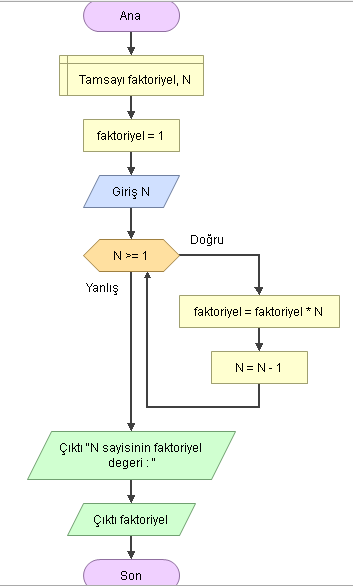 Ana
Tamsayı faktoriyel, N
faktoriyel = 1
Giriş N
N >= 1
Doğru
Yanlış
faktoriyel = faktoriyel * N
N = N - 1
Çıktı "N sayisinin faktoriyel
degeri : "
Çıktı faktoriyel
Son